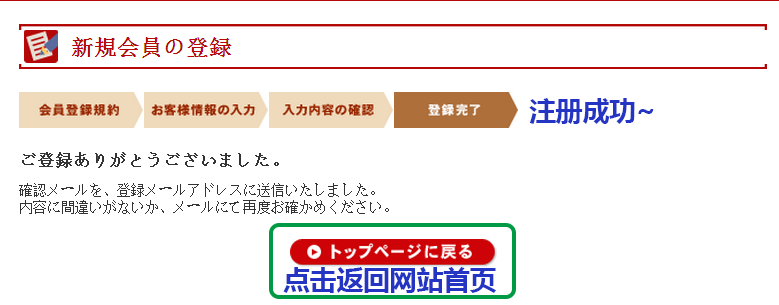 新規会員の登録
会員登録規約 お客様情報の入力 入力内容の確認 登録完了 注册成功~
ご登録ありがとうございました。
確認メールを、登録メールアドレスに送信いたしました。
内容に間違いがないか、メールにて再度お確かめください。
トップページに戻る
点击返回网站首页